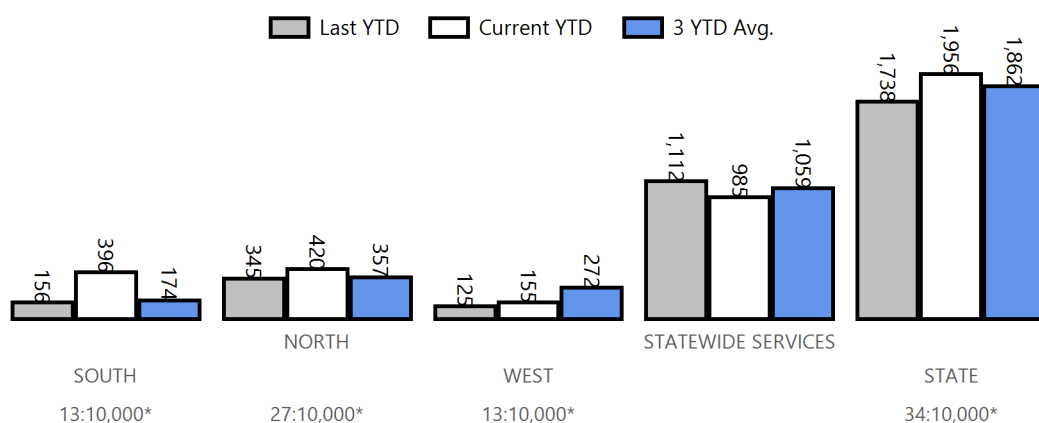 Last YTD Current YTD 3 YTD Avg.
156 396 174
345 420 357
125 155 272
1,112 985 1,059
1,738 1,956 1,862
NORTH STATEWIDE SERVICES
SOUTH WEST STATE
13:10,000* 27:10,000* 13:10,000* 34:10,000*